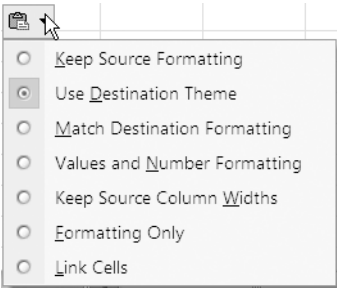 Keep Source Formatting
Use Destination Theme
Match Destination Formatting
Values and Number Formatting
Keep Source Column Widths
Formatting Only
Link Cells